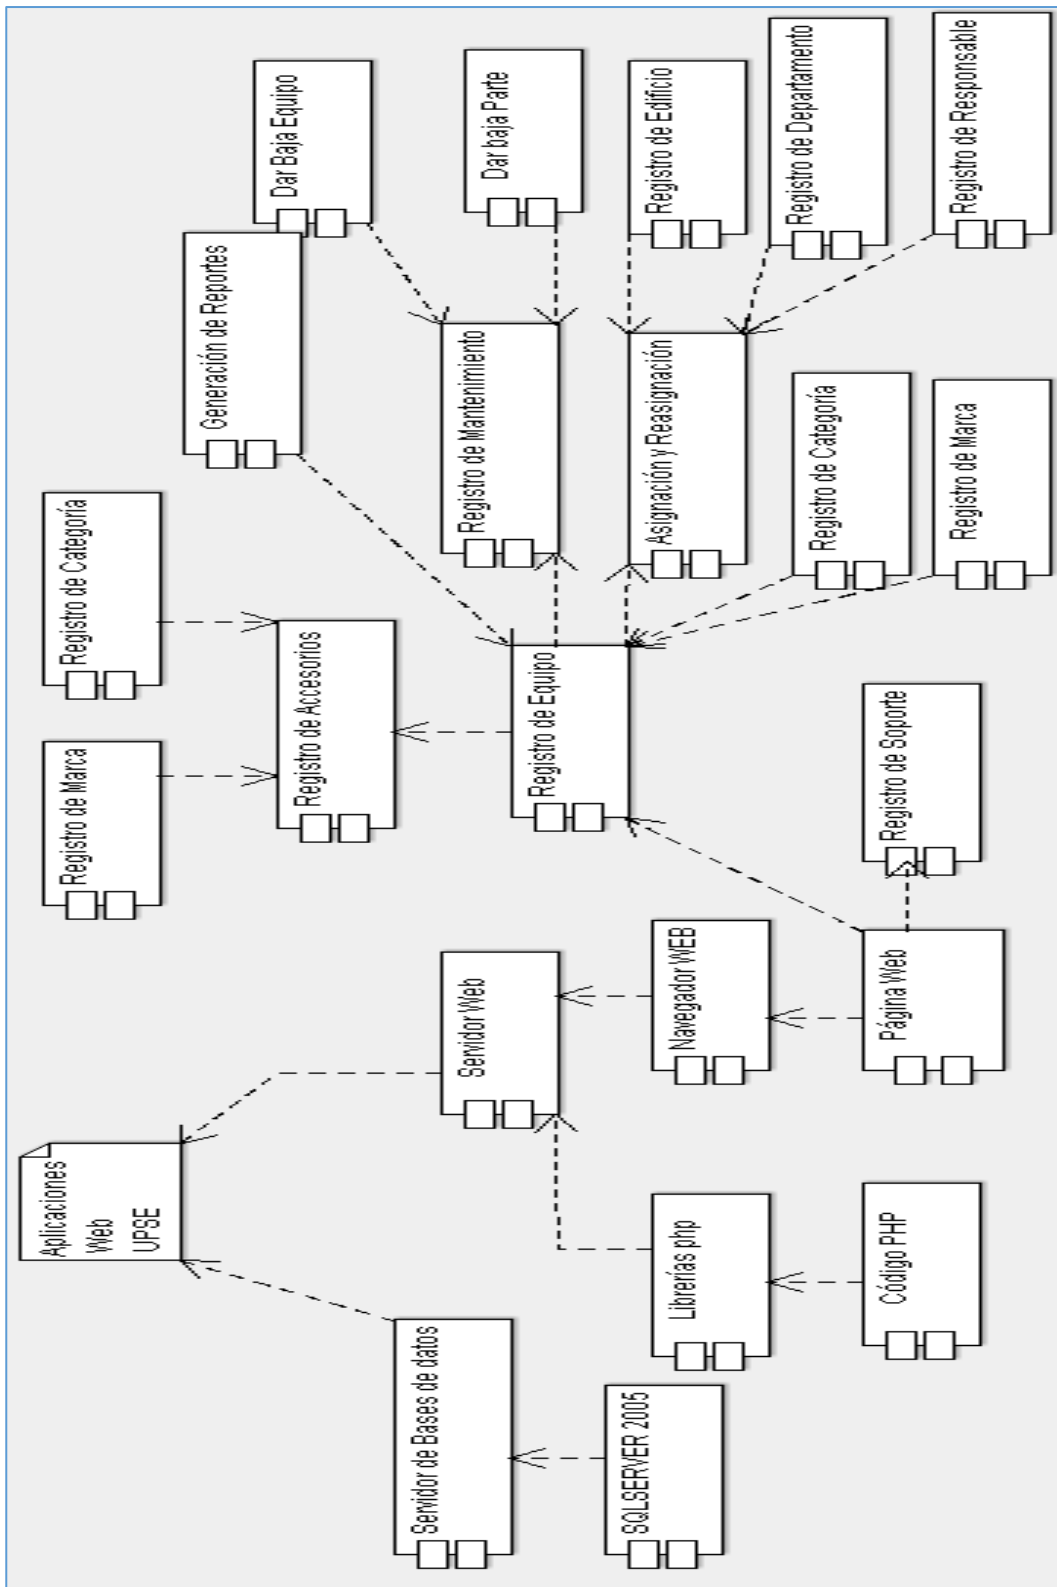 Aplicaciones
Web
UPSE
Servidor de Bases de datos
SQLSERVER 2005
Servidor Web
Librerías php
Código PHP
Navegador WEB
Página Web
Registro de Marca
Registro de Categoría
Registro de Accesorios
Registro de Equipo
Registro de Soporte
Generación de Reportes
Dar Baja Equipo
Registro de Mantenimiento
Dar baja Parte
Asignación y Reasignación
Registro de Edificio
Registro de Departamento
Registro de Responsable
Registro de Categoría
Registro de Marca